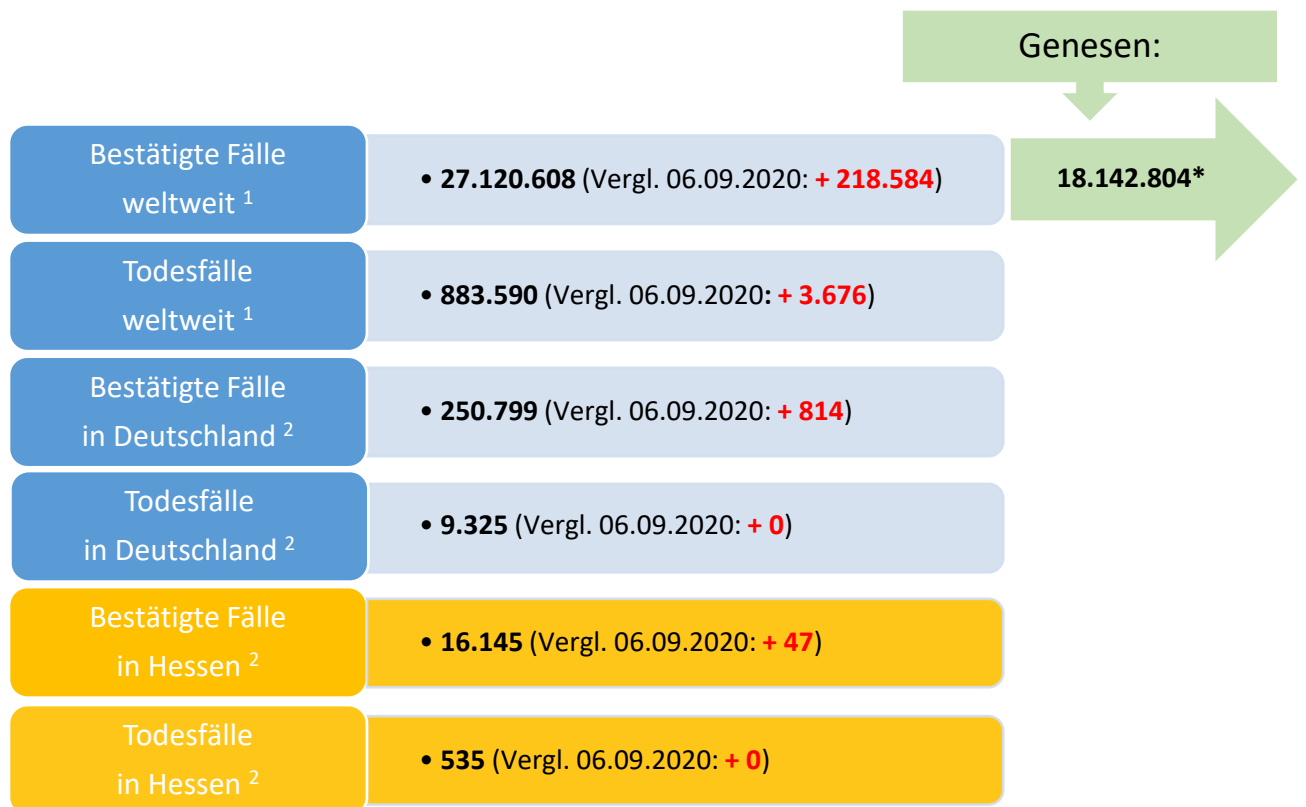 Genesen:
Bestätigte Fälle
weltweit ¹
• 27.120.608 (Vergl. 06.09.2020: + 218.584)
18.142.804*
Todesfälle
weltweit ¹
• 883.590 (Vergl. 06.09.2020: + 3.676)
Bestätigte Fälle
in Deutschland ²
• 250.799 (Vergl. 06.09.2020: + 814)
Todesfälle
in Deutschland ²
• 9.325 (Vergl. 06.09.2020: + 0)
Bestätigte Fälle
in Hessen ²
• 16.145 (Vergl. 06.09.2020: + 47)
Todesfälle
in Hessen ²
• 535 (Vergl. 06.09.2020: + 0)